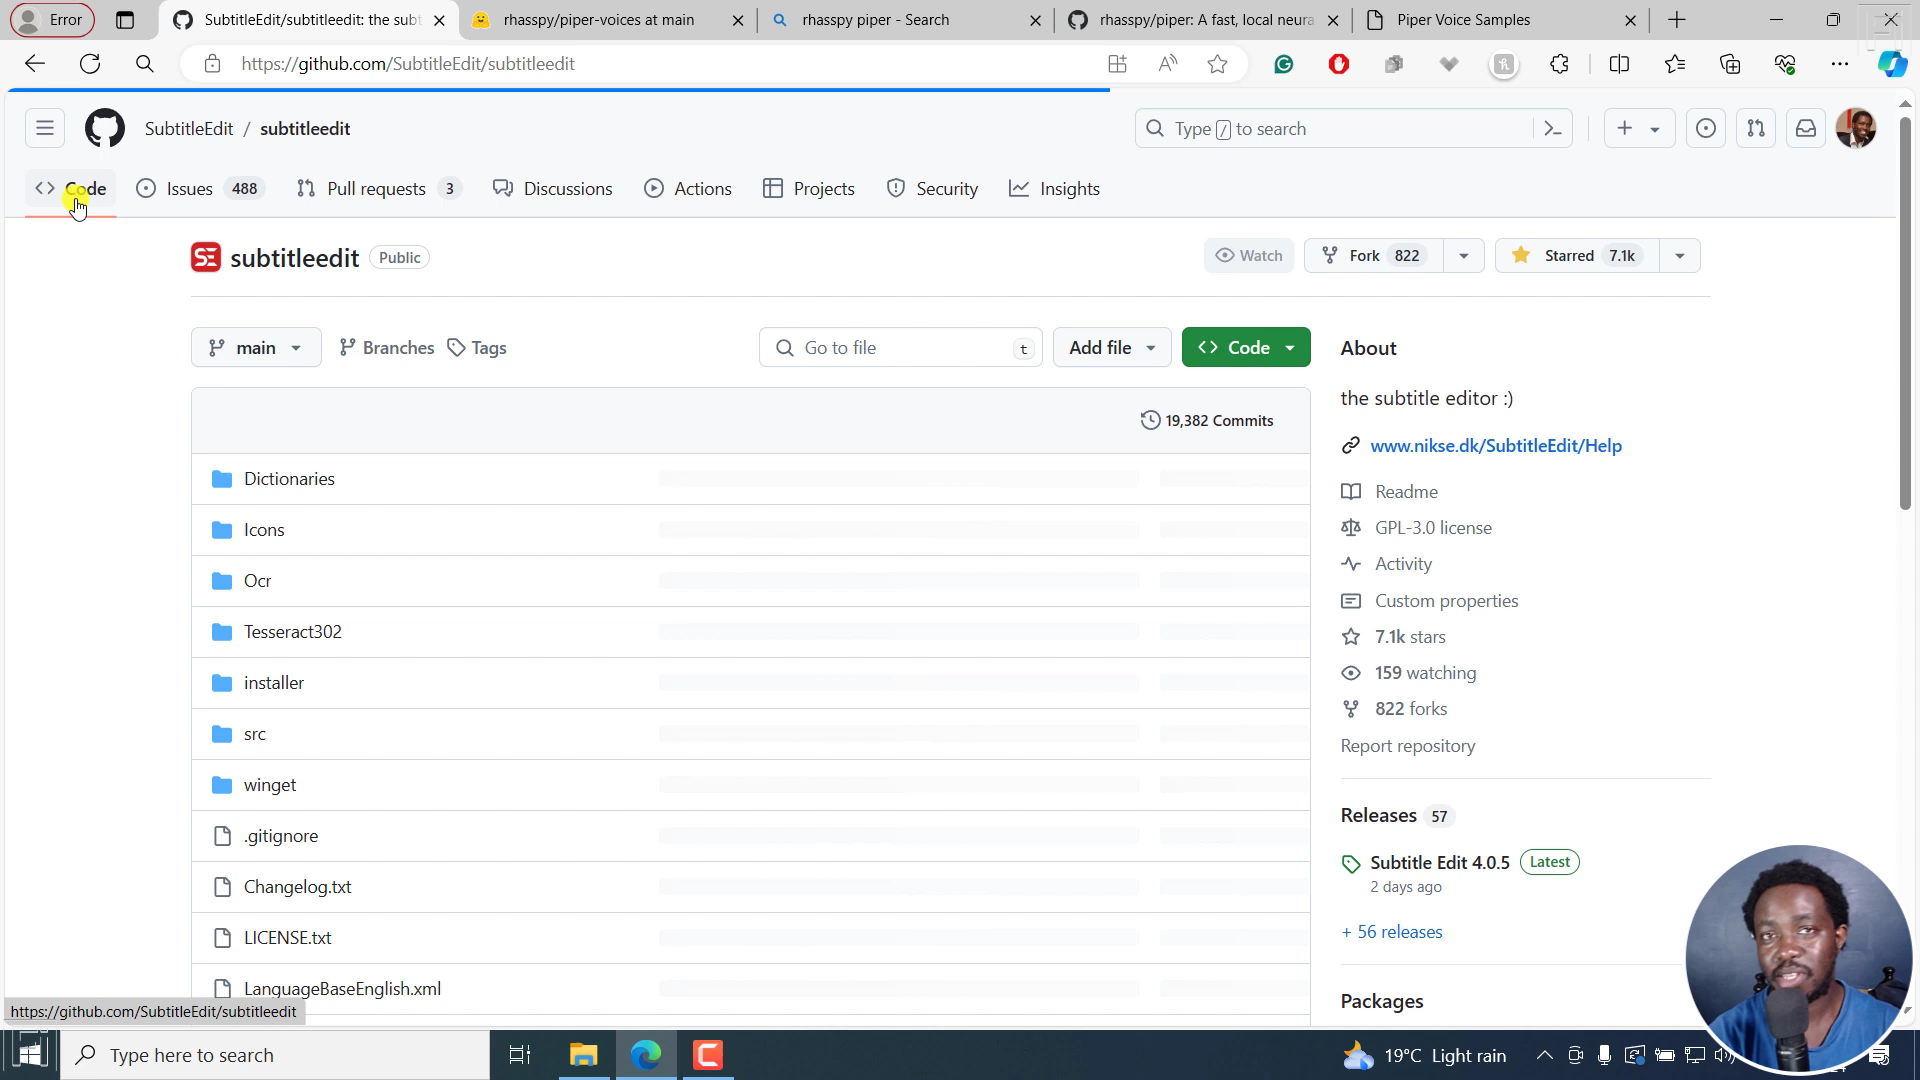 Error
SubtitleEdit/subtitleedit: the subt
rhasspy/piper-voices at main
rhasspy piper - Search
rhasspy/piper: A fast, local neura
Piper Voice Samples
https://github.com/SubtitleEdit/subtitleedit
SubtitleEdit / subtitleedit
Type / to search
Code
Issues 488
Pull requests 3
Discussions
Actions
Projects
Security
Insights
SE subtitleedit Public
Watch
Fork 822
Starred 7.1k
main
Branches
Tags
Go to file t
Add file
Code
About
the subtitle editor :)
19,382 Commits
www.nikse.dk/SubtitleEdit/Help
Dictionaries
Readme
Icons
GPL-3.0 license
Activity
Ocr
Custom properties
Tesseract302
7.1k stars
159 watching
installer
822 forks
src
Report repository
winget
Releases 57
.gitignore
Subtitle Edit 4.0.5 Latest
2 days ago
Changelog.txt
+ 56 releases
LICENSE.txt
LanguageBaseEnglish.xml
Packages
https://github.com/SubtitleEdit/subtitleedit
Type here to search
19°C Light rain